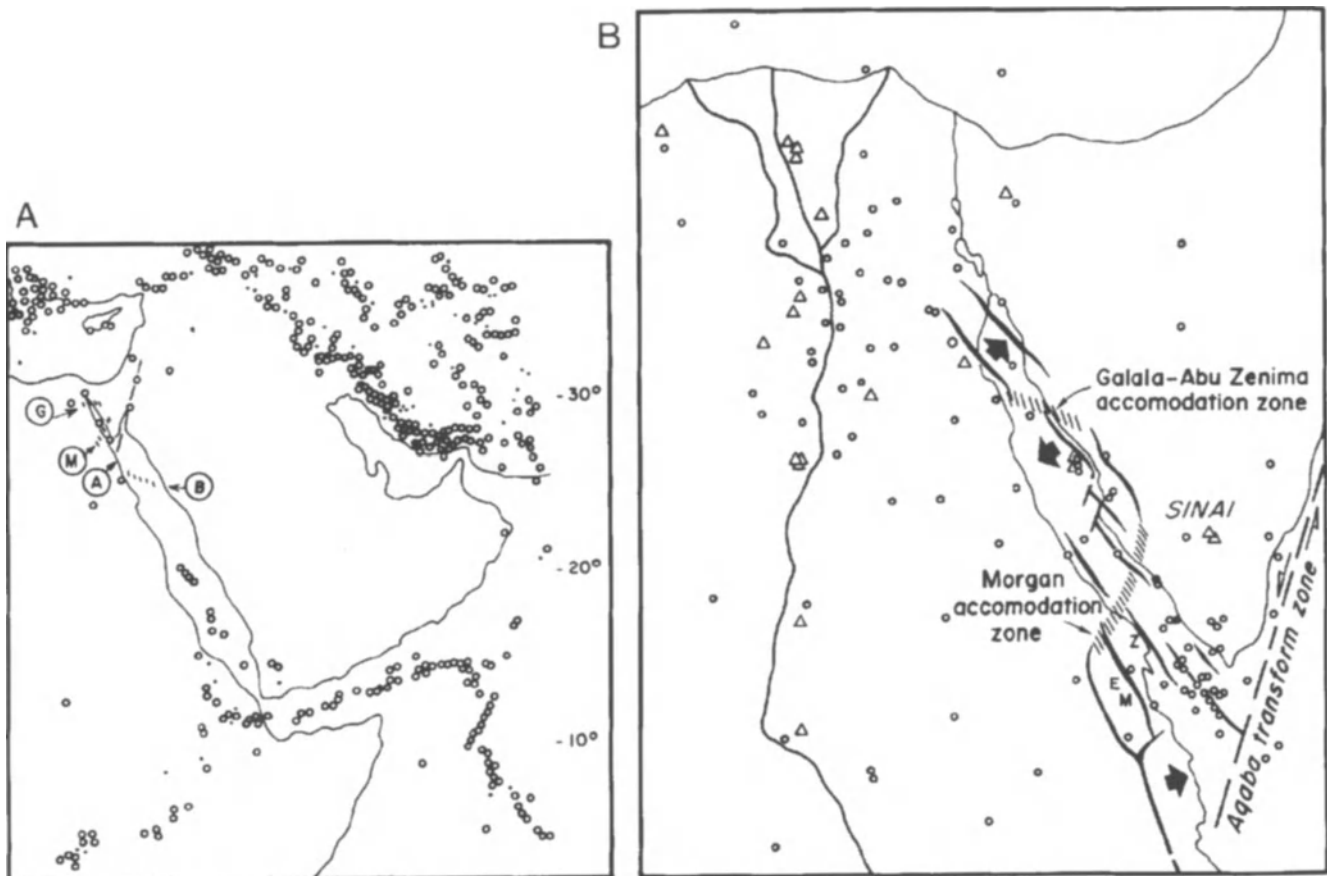 A
G
M
A
B
-30°
-20°
-10°
B
Galala-Abu Zenima
accomodation zone
SINAI
Morgan
accomodation
zone
Z
E
M
Aqaba transform zone